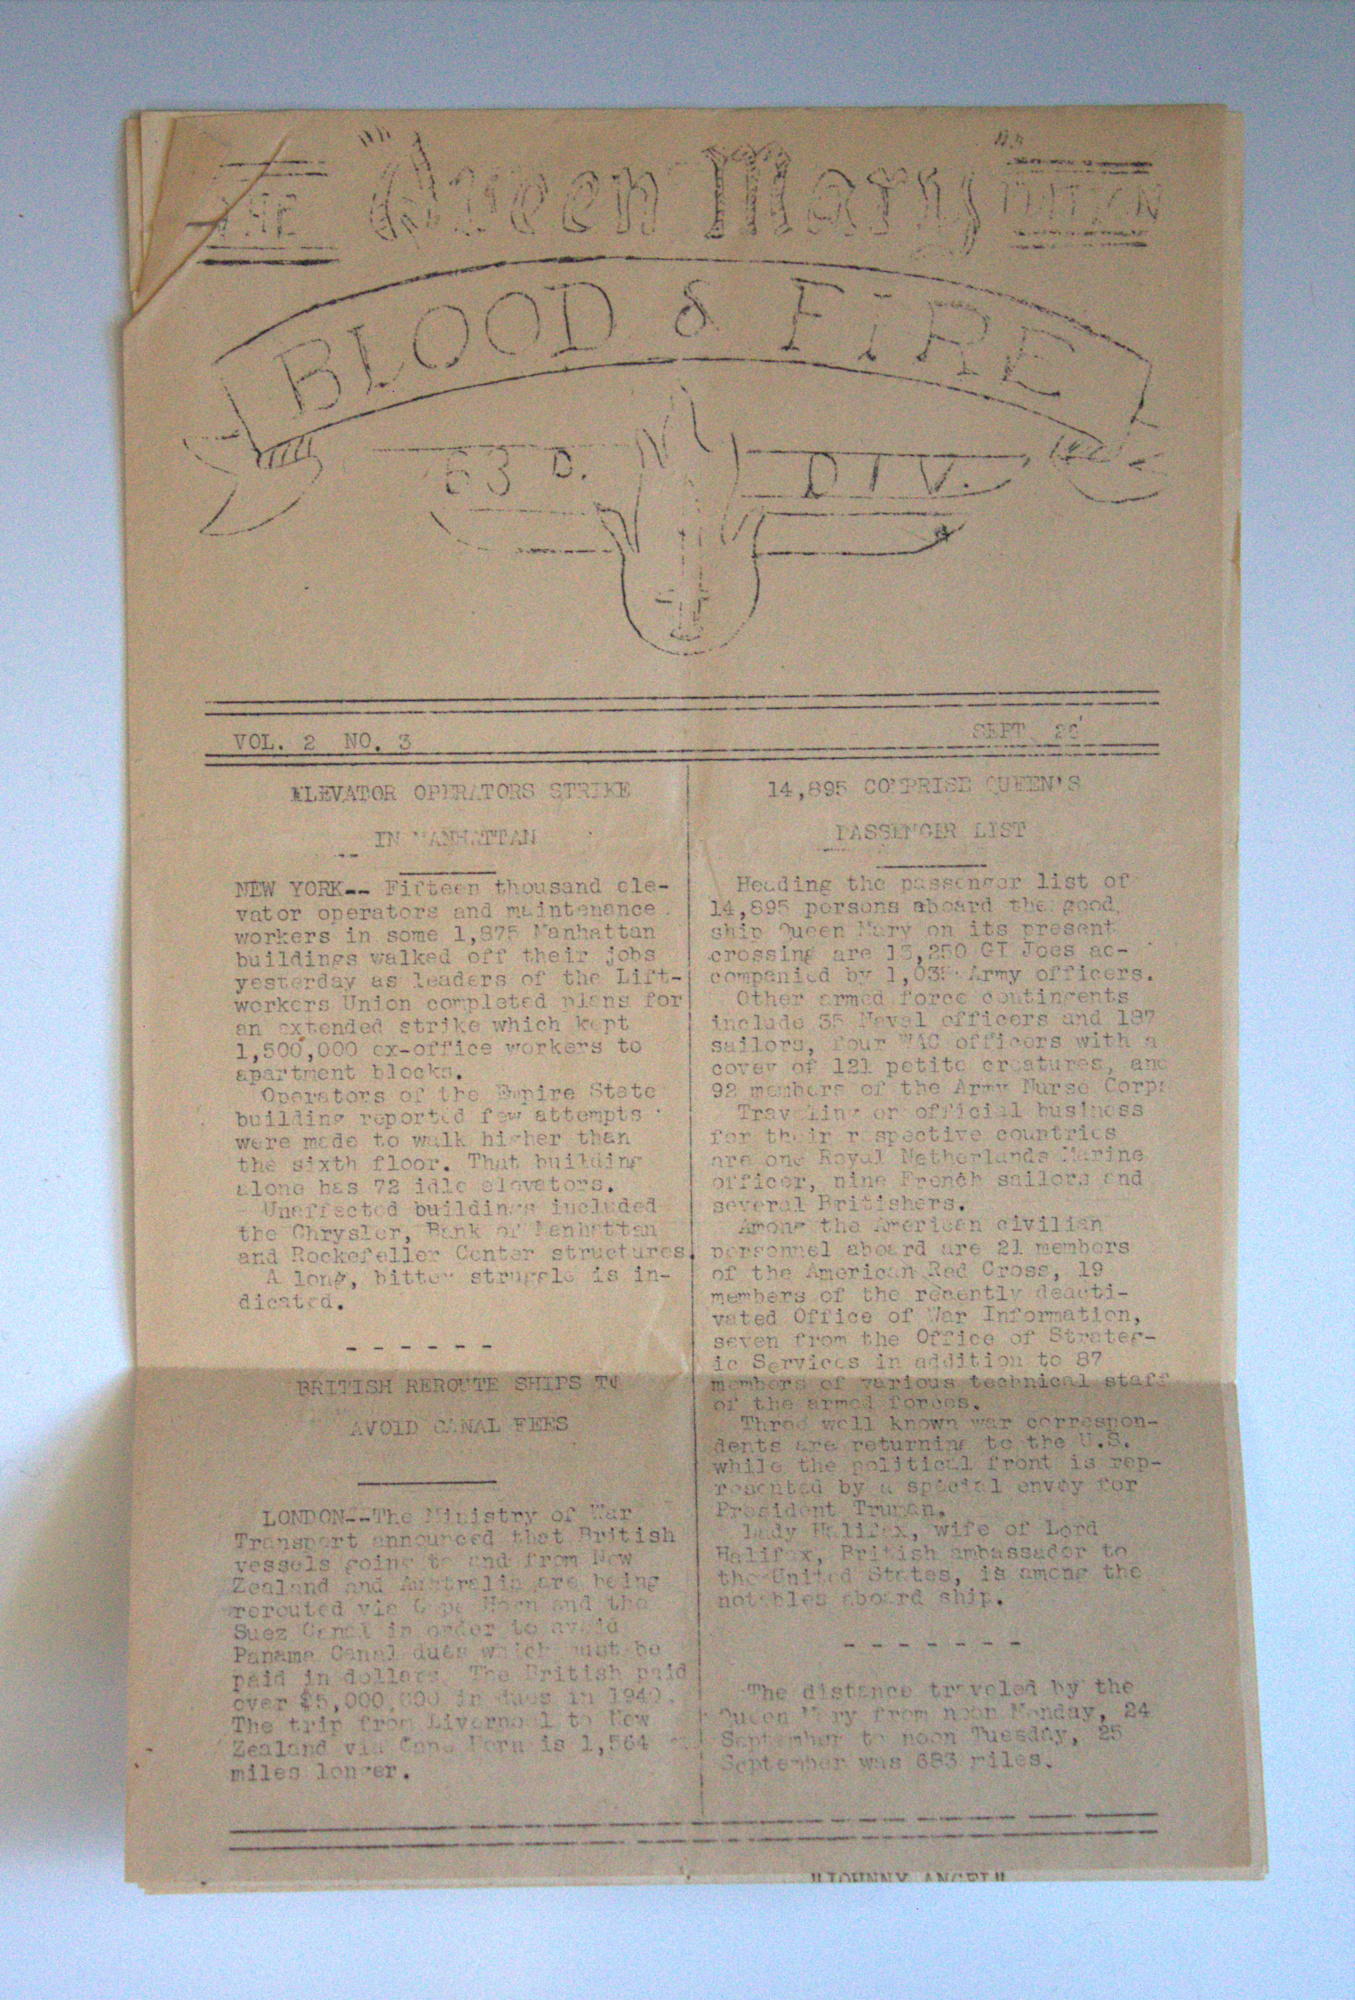 THE "Queen Mary" EDITION
BLOOD & FIRE
63 D. DIV.
VOL. 2 NO. 3
SEPT 26
ELEVATOR OPERATORS STRIKE
IN MANHATTAN
NEW YORK-- Fifteen thousand ele-
vator operators and maintenance
workers in some 1,875 Manhattan
buildings walked off their jobs
yesterday as leaders of the Lift-
workers Union completed plans for
an extended strike which kept
1,500,000 ex-office workers to
apartment blocks.
Operators of the Empire State
building reported few attempts
were made to walk higher than
the sixth floor. That building
alone has 72 idle elevators.
Unaffected buildings included
the Chrysler, Bank of Manhattan
and Rockefeller Center structures.
A long, bitter struggle is in-
dicated.
- - - - - -
BRITISH REROUTE SHIPS TO
AVOID CANAL FEES
LONDON--The Ministry of War
Transport announced that British
vessels going to and from New
Zealand and Australia are being
rerouted via Cape Horn and the
Suez Canal in order to avoid
Panama Canal dues which must be
paid in dollars. The British paid
over £5,000,000 in dues in 1940.
The trip from Liverpool to New
Zealand via Cape Horn is 1,564
miles longer.
14,895 COMPRISE QUEEN'S
PASSENGER LIST
Heading the passenger list of
14,895 persons aboard the good
ship Queen Mary on its present
crossing are 13,250 GI Joes ac-
companied by 1,035 Army officers.
Other armed force contingents
include 35 Naval officers and 187
sailors, four WAC officers with a
covey of 121 petite creatures, and
92 members of the Army Nurse Corps
Traveling or official business
for their respective countries
are one Royal Netherlands Marine
officer, nine French sailors and
several Britishers.
Among the American civilian
personnel aboard are 21 members
of the American Red Cross, 19
members of the recently deacti-
vated Office of War Information,
seven from the Office of Strateg-
ic Services in addition to 87
members of various technical staff
of the armed forces.
Three well known war correspon-
dents are returning to the U.S.
while the political front is rep-
resented by a special envoy for
President Truman.
Lady Halifax, wife of Lord
Halifax, British ambassador to
the United States, is among the
notables aboard ship.
- - - - - - -
The distance traveled by the
Queen Mary from noon Monday, 24
September to noon Tuesday, 25
September was 683 miles.
"JOHNNY ANGEL"